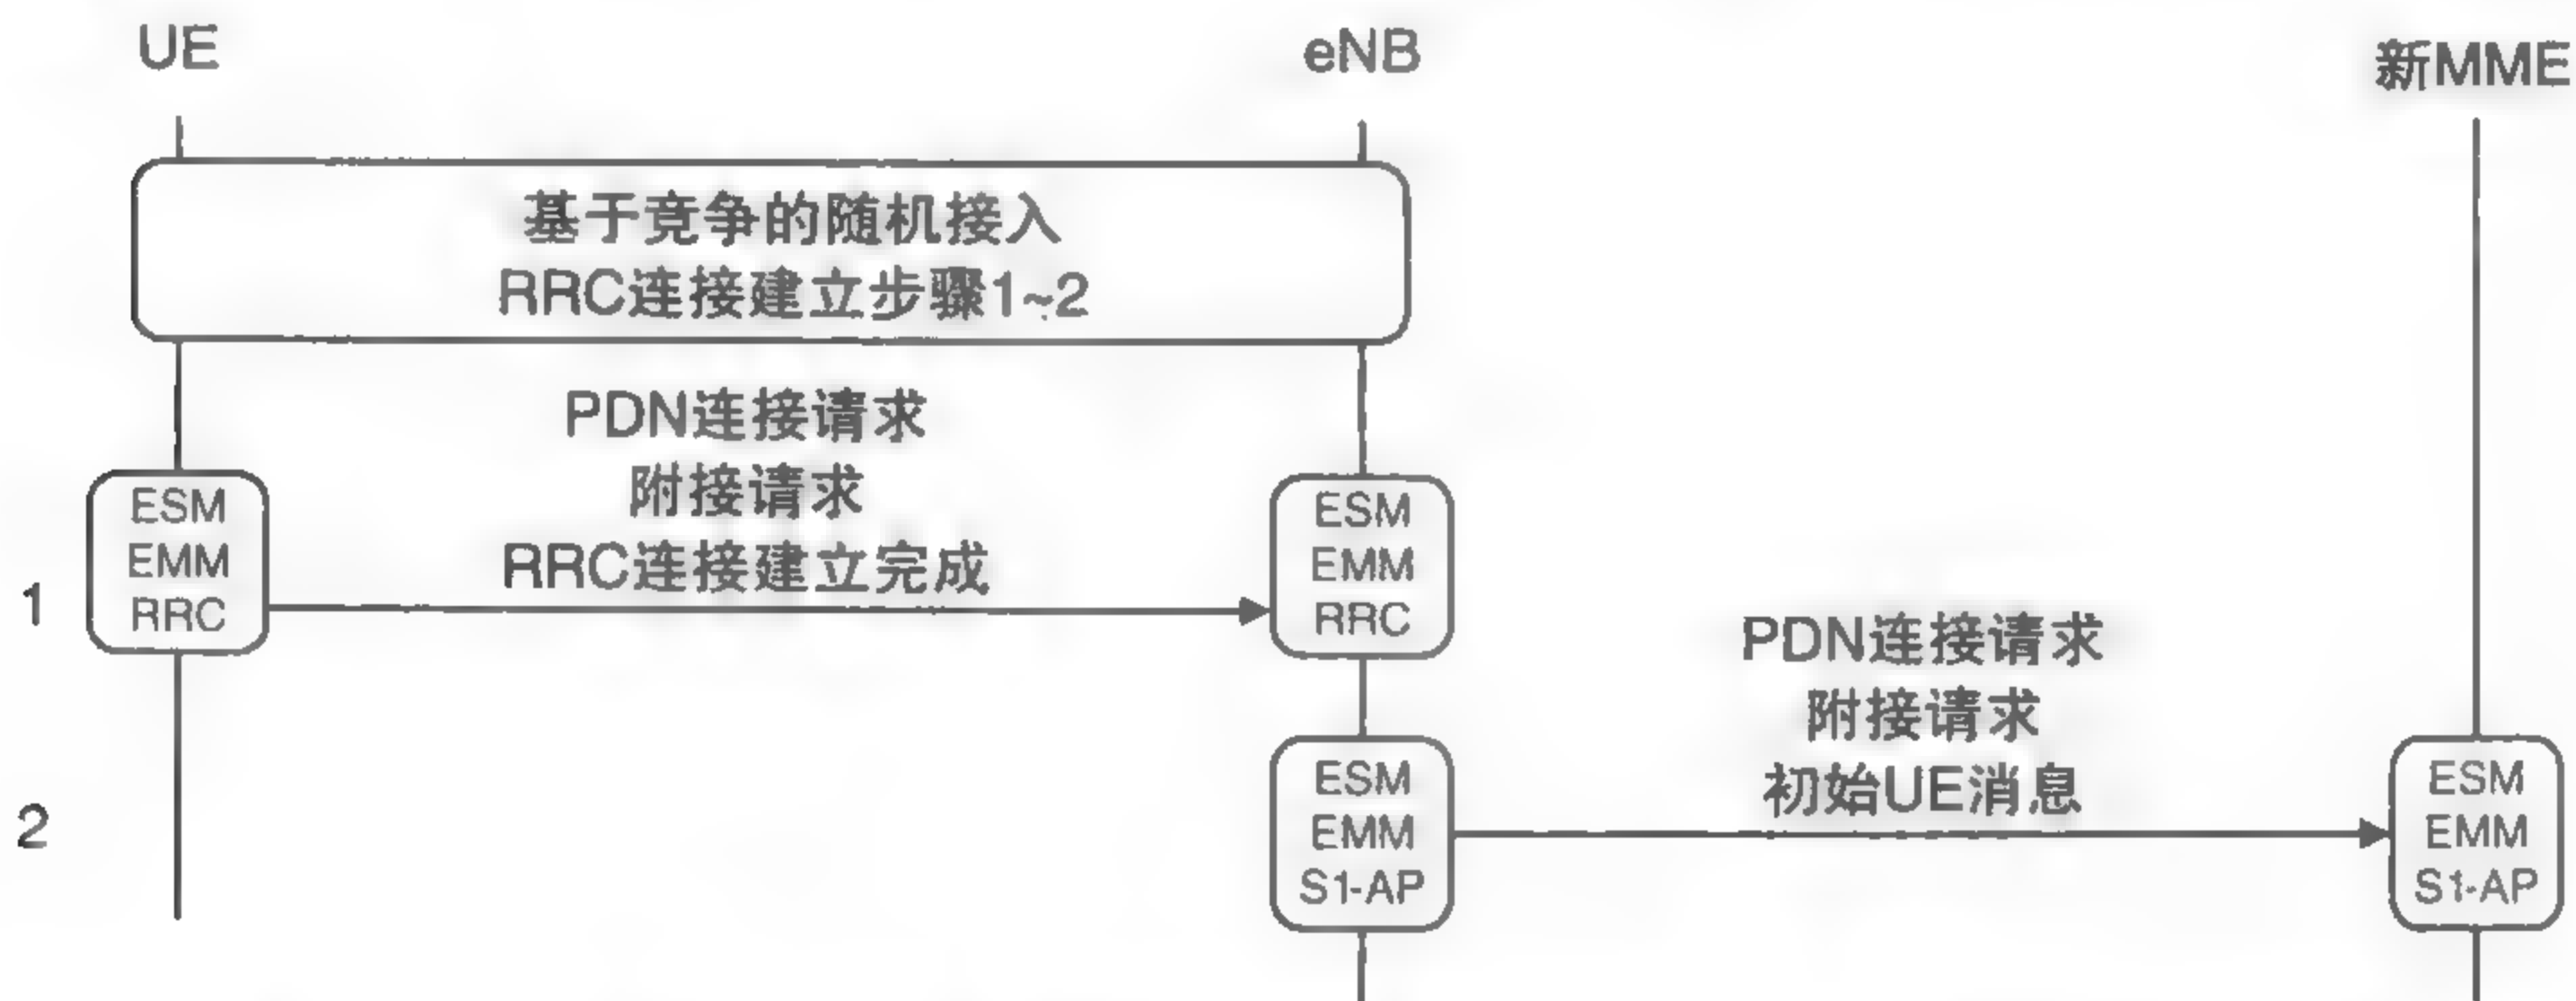 UE
eNB
新MME
基于竞争的随机接入
RRC连接建立步骤1~2
PDN连接请求
附接请求
RRC连接建立完成
1
ESM
EMM
RRC
ESM
EMM
RRC
PDN连接请求
附接请求
初始UE消息
2
ESM
EMM
S1-AP
ESM
EMM
S1-AP